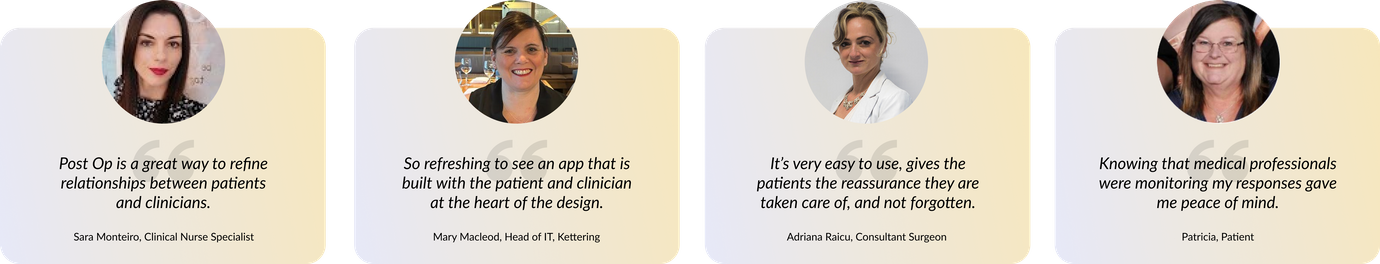 Post Op is a great way to refine
relationships between patients
and clinicians.
Sara Monteiro, Clinical Nurse Specialist
So refreshing to see an app that is
built with the patient and clinician
at the heart of the design.
Mary Macleod, Head of IT, Kettering
It’s very easy to use, gives the
patients the reassurance they are
taken care of, and not forgotten.
Adriana Raicu, Consultant Surgeon
Knowing that medical professionals
were monitoring my responses gave
me peace of mind.
Patricia, Patient